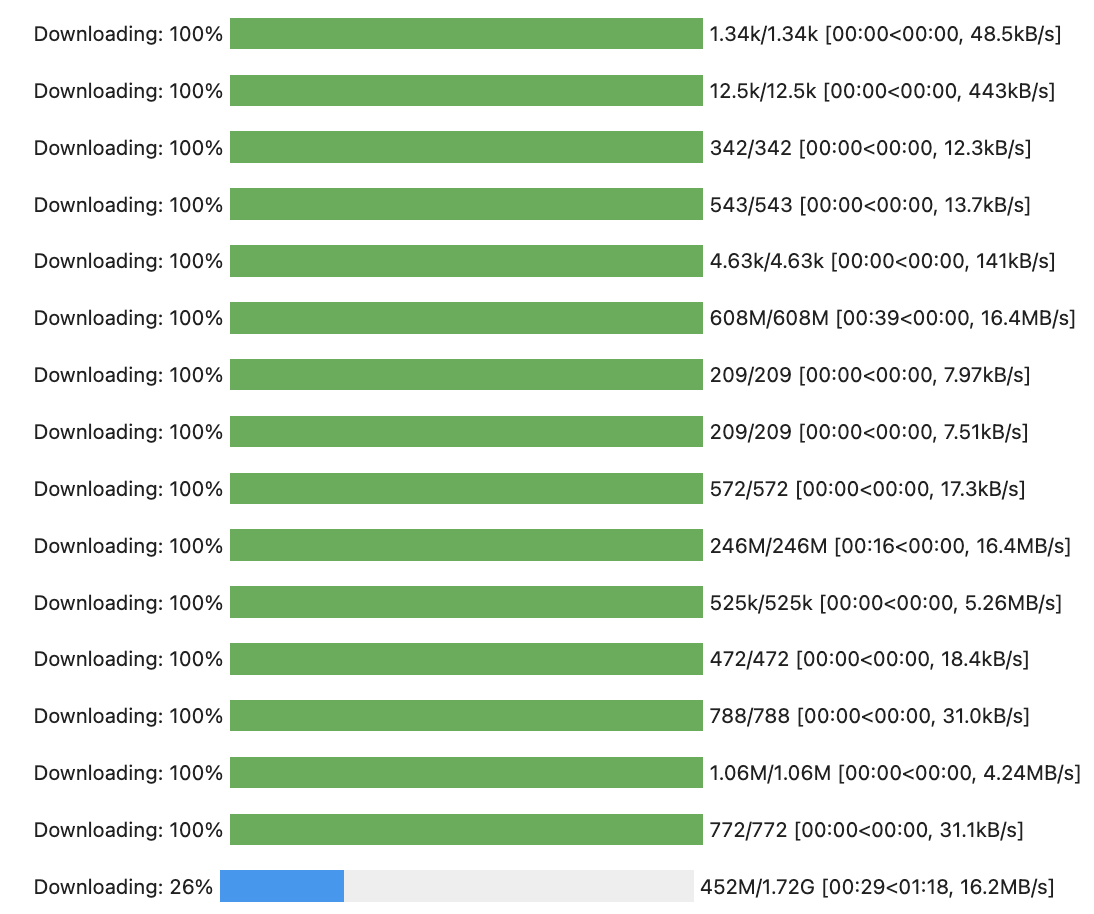 Downloading: 100% 1.34k/1.34k [00:00<00:00, 48.5kB/s]
Downloading: 100% 12.5k/12.5k [00:00<00:00, 443kB/s]
Downloading: 100% 342/342 [00:00<00:00, 12.3kB/s]
Downloading: 100% 543/543 [00:00<00:00, 13.7kB/s]
Downloading: 100% 4.63k/4.63k [00:00<00:00, 141kB/s]
Downloading: 100% 608M/608M [00:39<00:00, 16.4MB/s]
Downloading: 100% 209/209 [00:00<00:00, 7.97kB/s]
Downloading: 100% 209/209 [00:00<00:00, 7.51kB/s]
Downloading: 100% 572/572 [00:00<00:00, 17.3kB/s]
Downloading: 100% 246M/246M [00:16<00:00, 16.4MB/s]
Downloading: 100% 525k/525k [00:00<00:00, 5.26MB/s]
Downloading: 100% 472/472 [00:00<00:00, 18.4kB/s]
Downloading: 100% 788/788 [00:00<00:00, 31.0kB/s]
Downloading: 100% 1.06M/1.06M [00:00<00:00, 4.24MB/s]
Downloading: 100% 772/772 [00:00<00:00, 31.1kB/s]
Downloading: 26% 452M/1.72G [00:29<01:18, 16.2MB/s]